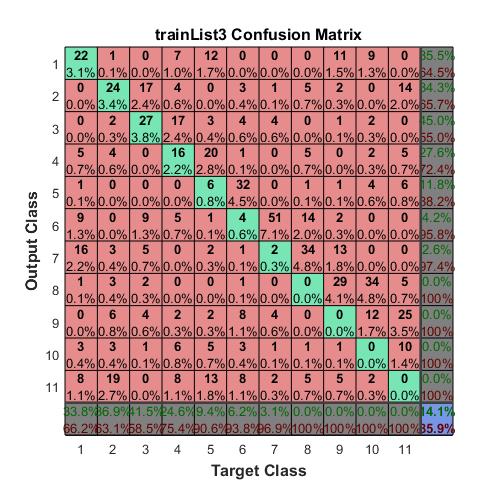 trainList3 Confusion Matrix
22 1 0 7 12 0 0 0 11 9 0 35.5%
1
3.1% 0.1% 0.0% 1.0% 1.7% 0.0% 0.0% 0.0% 1.5% 1.3% 0.0% 64.5%
0 24 17 4 0 3 1 5 2 0 14 34.3%
2
0.0% 3.4% 2.4% 0.6% 0.0% 0.4% 0.1% 0.7% 0.3% 0.0% 2.0% 65.7%
0 2 27 17 3 4 4 0 1 2 0 45.0%
3
0.0% 0.3% 3.8% 2.4% 0.4% 0.6% 0.6% 0.0% 0.1% 0.3% 0.0% 55.0%
5 4 0 16 20 1 0 5 0 2 5 27.6%
4
0.7% 0.6% 0.0% 2.2% 2.8% 0.1% 0.0% 0.7% 0.0% 0.3% 0.7% 72.4%
1 0 0 0 6 32 0 1 1 4 6 11.8%
5
0.1% 0.0% 0.0% 0.0% 0.8% 4.5% 0.0% 0.1% 0.1% 0.6% 0.8% 88.2%
9 0 9 5 1 4 51 14 2 0 0 4.2%
6
1.3% 0.0% 1.3% 0.7% 0.1% 0.6% 7.1% 2.0% 0.3% 0.0% 0.0% 95.8%
16 3 5 0 2 1 2 34 13 0 0 2.6%
7
2.2% 0.4% 0.7% 0.0% 0.3% 0.1% 0.3% 4.8% 1.8% 0.0% 0.0% 97.4%
1 3 2 0 0 0 0 0 29 34 5 0.0%
8
0.1% 0.4% 0.3% 0.0% 0.0% 0.0% 0.0% 0.0% 4.1% 4.8% 0.7% 100%
0 6 4 2 2 8 4 0 0 12 25 0.0%
9
0.0% 0.8% 0.6% 0.3% 0.3% 1.1% 0.6% 0.0% 0.0% 1.7% 3.5% 100%
3 3 1 6 5 3 1 1 1 0 10 0.0%
10
0.4% 0.4% 0.1% 0.8% 0.7% 0.4% 0.1% 0.1% 0.1% 0.0% 1.4% 100%
8 19 0 8 13 8 2 5 5 2 0 0.0%
11
1.1% 2.7% 0.0% 1.1% 1.8% 1.1% 0.3% 0.7% 0.7% 0.3% 0.0% 100%
33.8% 36.9% 41.5% 24.6% 9.4% 6.2% 3.1% 0.0% 0.0% 0.0% 0.0% 14.1%
66.2% 63.1% 58.5% 75.4% 90.6% 93.8% 96.9% 100% 100% 100% 100% 85.9%
1 2 3 4 5 6 7 8 9 10 11
Target Class
Output Class